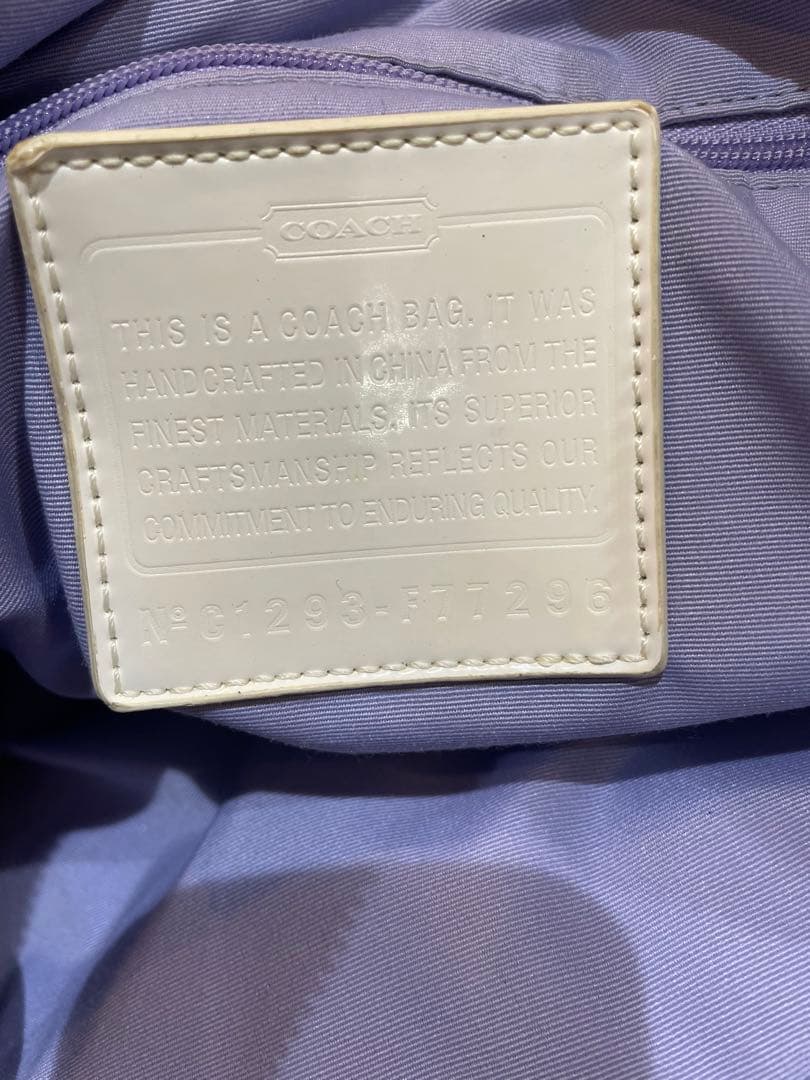 COACH
THIS IS A COACH BAG. IT WAS
HANDCRAFTED IN CHINA FROM THE
FINEST MATERIALS. ITS SUPERIOR
CRAFTSMANSHIP REFLECTS OUR
COMMITMENT TO ENDURING QUALITY.
Nº C1293-F77296